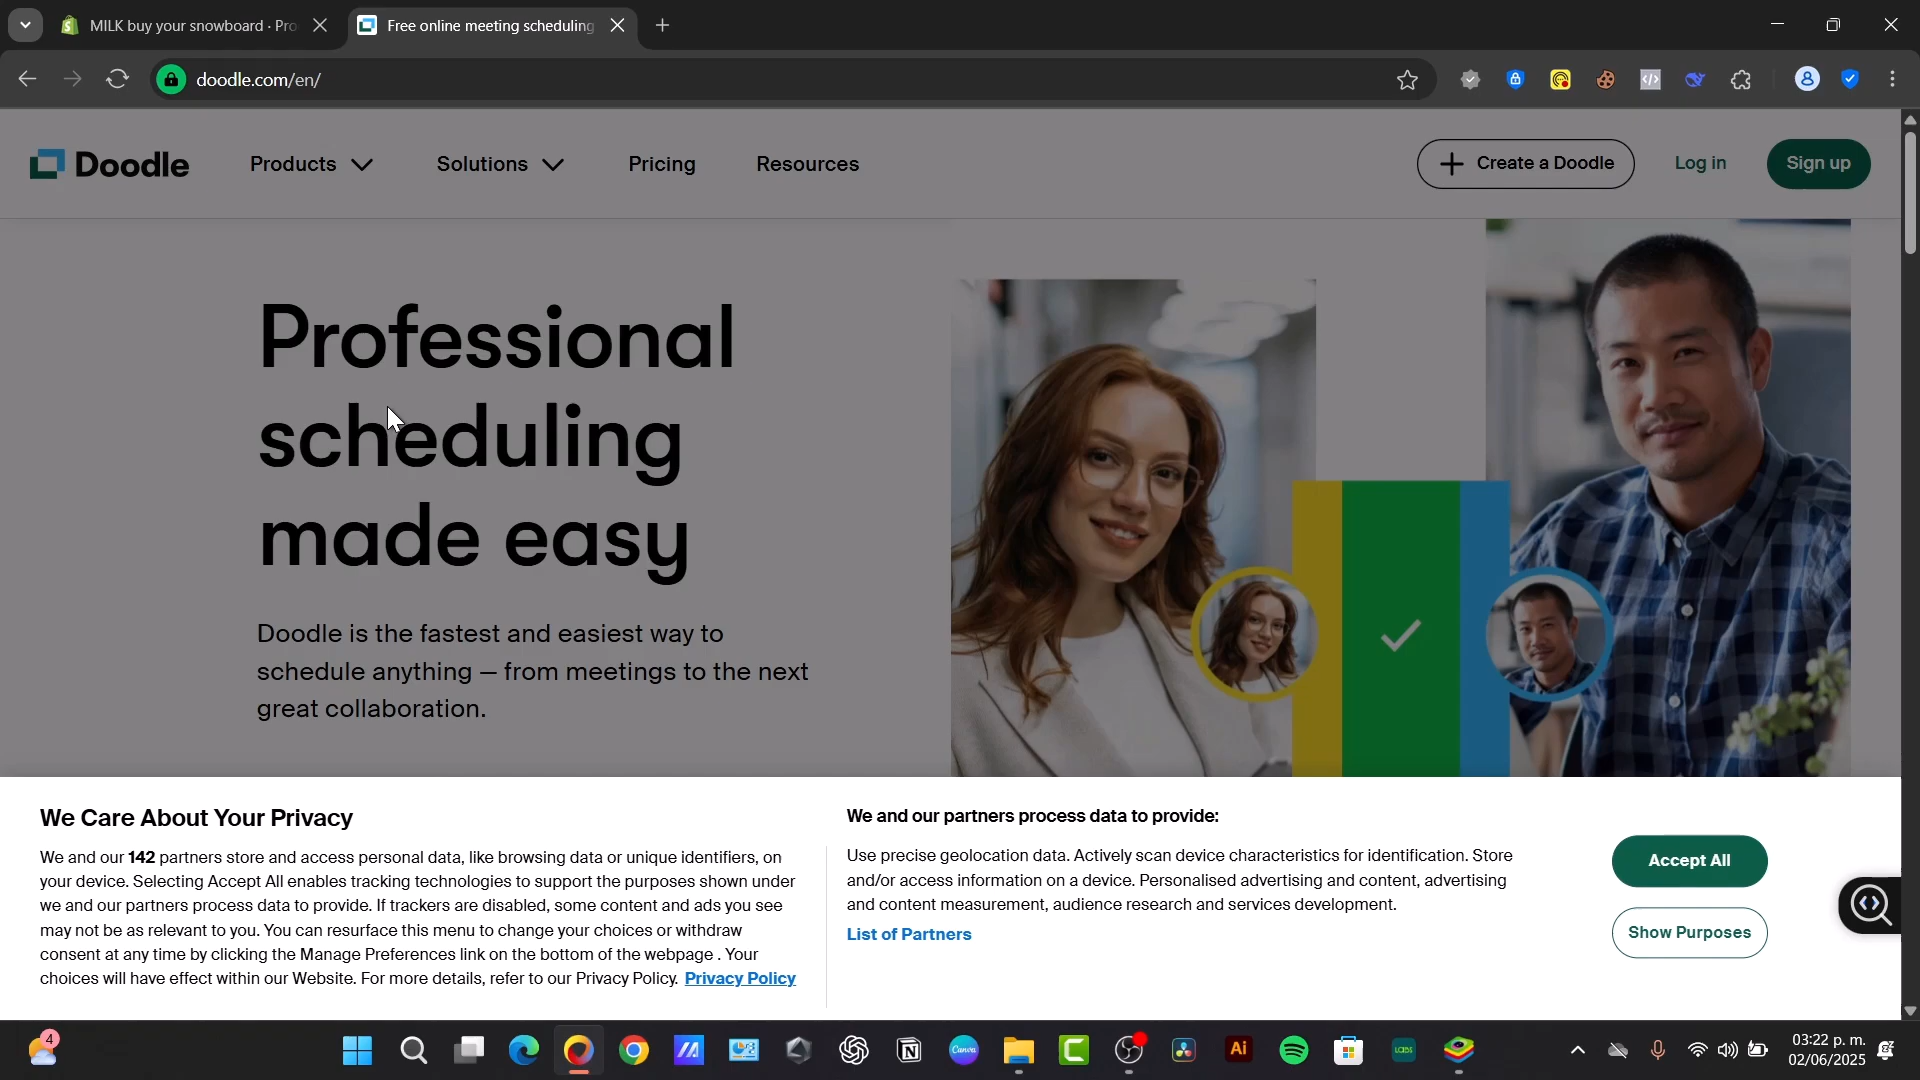 MILK buy your snowboard · Pro
Free online meeting scheduling
doodle.com/en/
Doodle
Products
Solutions
Pricing
Resources
Create a Doodle
Log in
Sign up
Professional
scheduling
made easy
Doodle is the fastest and easiest way to
schedule anything — from meetings to the next
great collaboration.
We Care About Your Privacy
We and our 142 partners store and access personal data, like browsing data or unique identifiers, on
your device. Selecting Accept All enables tracking technologies to support the purposes shown under
we and our partners process data to provide. If trackers are disabled, some content and ads you see
may not be as relevant to you. You can resurface this menu to change your choices or withdraw
consent at any time by clicking the Manage Preferences link on the bottom of the webpage . Your
choices will have effect within our Website. For more details, refer to our Privacy Policy. Privacy Policy
We and our partners process data to provide:
Use precise geolocation data. Actively scan device characteristics for identification. Store
and/or access information on a device. Personalised advertising and content, advertising
and content measurement, audience research and services development.
List of Partners
Accept All
Show Purposes
4
Canva
Ai
LABS
03:22 p. m.
02/06/2025